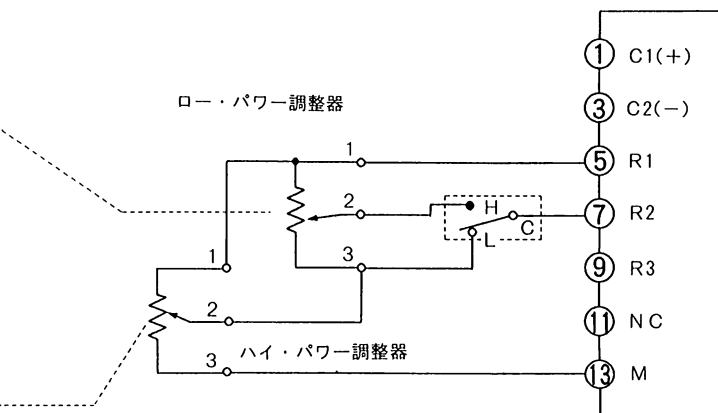 ① C1(+)
ロー・パワー調整器
③ C2(−)
1
⑤ R1
2
H
C
L
⑦ R2
3
1
⑨ R3
2
⑪ NC
ハイ・パワー調整器
3
⑬ M